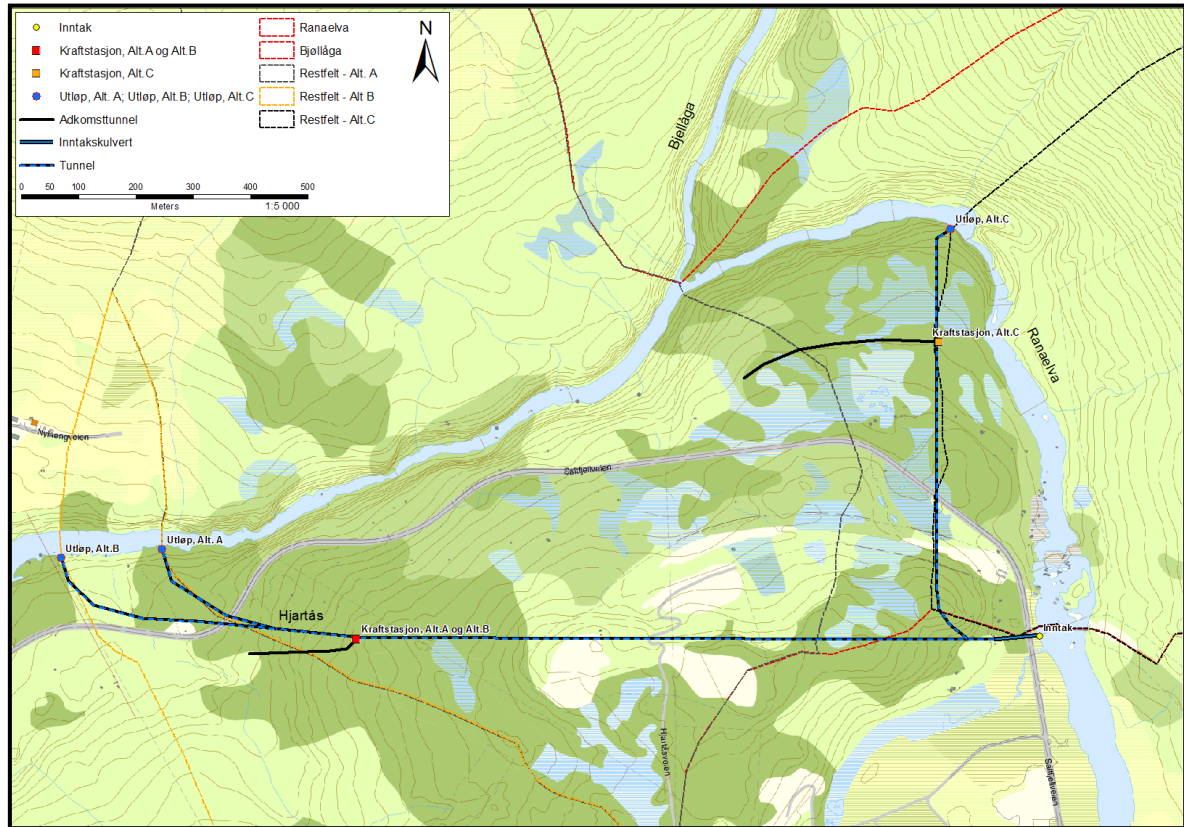 Inntak
Kraftstasjon, Alt.A og Alt.B
Kraftstasjon, Alt.C
Utløp, Alt. A; Utløp, Alt.B; Utløp, Alt.C
Adkomsttunnel
Inntakskulvert
Tunnel
Ranaelva
Bjøllåga
Restfelt - Alt. A
Restfelt - Alt B
Restfelt - Alt.C
N
0 50 100 200 300 400 500
Meters 1:5 000
Bjellåga
Utløp, Alt.C
Kraftstasjon, Alt.C
Ranaelva
Nyhengveien
Saltfjellveien
Utløp, Alt. A
Utløp, Alt.B
Hjartås
Kraftstasjon, Alt.A og Alt.B
Inntak
Hjartåsveien
Saltfjellveien